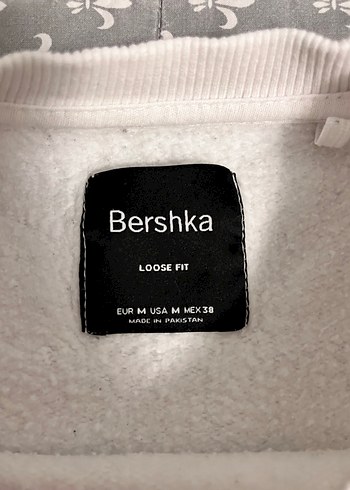 Bershka
LOOSE FIT
EUR M USA M MEX 38
MADE IN PAKISTAN